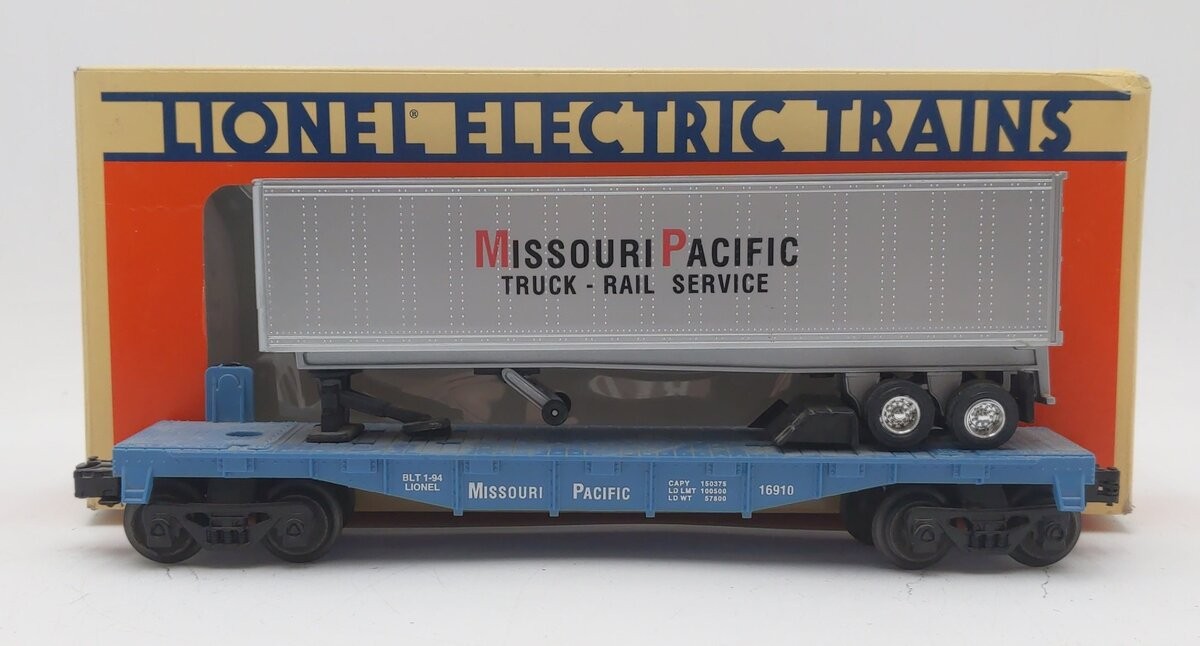 LIONEL® ELECTRIC TRAINS
MISSOURI PACIFIC
TRUCK - RAIL SERVICE
BLT 1-94
LIONEL
MISSOURI PACIFIC
CAPY 150375
LD LMT 100500
LD WT 57800
16910